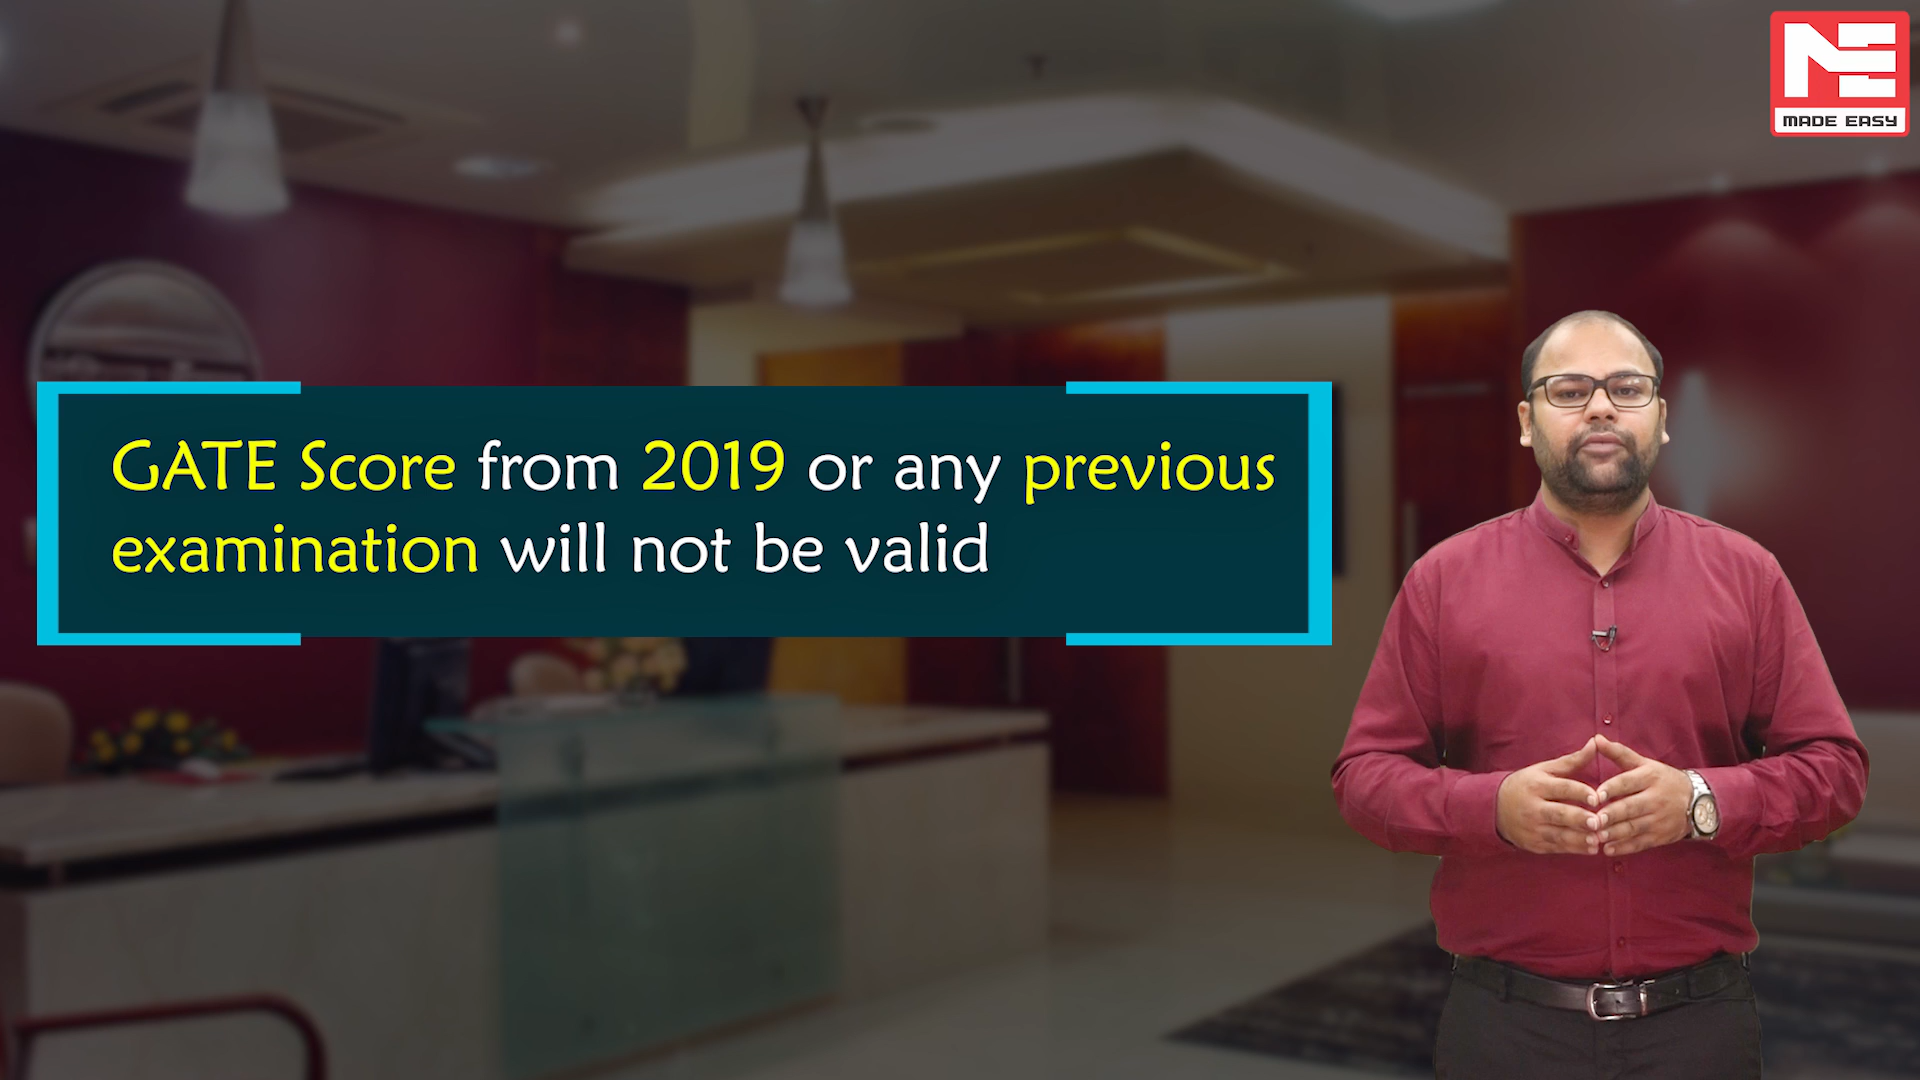 MADE EASY
GATE Score from 2019 or any previous
examination will not be valid